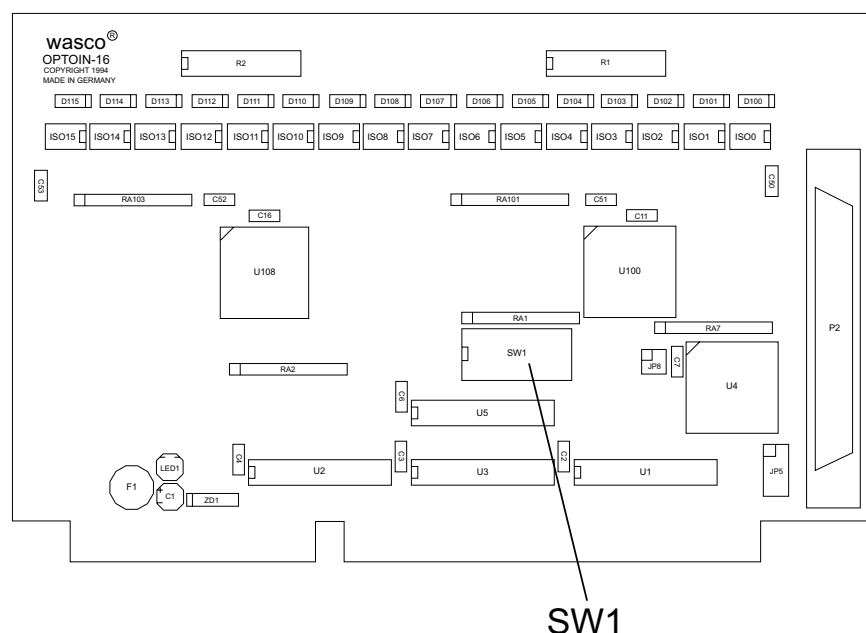 wasco®
OPTOIN-16
COPYRIGHT 1994
MADE IN GERMANY
R2
R1
D115 D114 D113 D112 D111 D110 D109 D108 D107 D106 D105 D104 D103 D102 D101 D100
ISO15 ISO14 ISO13 ISO12 ISO11 ISO10 ISO9 ISO8 ISO7 ISO6 ISO5 ISO4 ISO3 ISO2 ISO1 ISO0
C53
RA103
C52
RA101
C51
C50
C16
C11
U108
U100
P2
RA1
RA7
SW1
JP8
C7
U4
RA2
C6
U5
C4
C3
C2
LED1
U2
U3
U1
JP5
F1
+
C1
ZD1
SW1